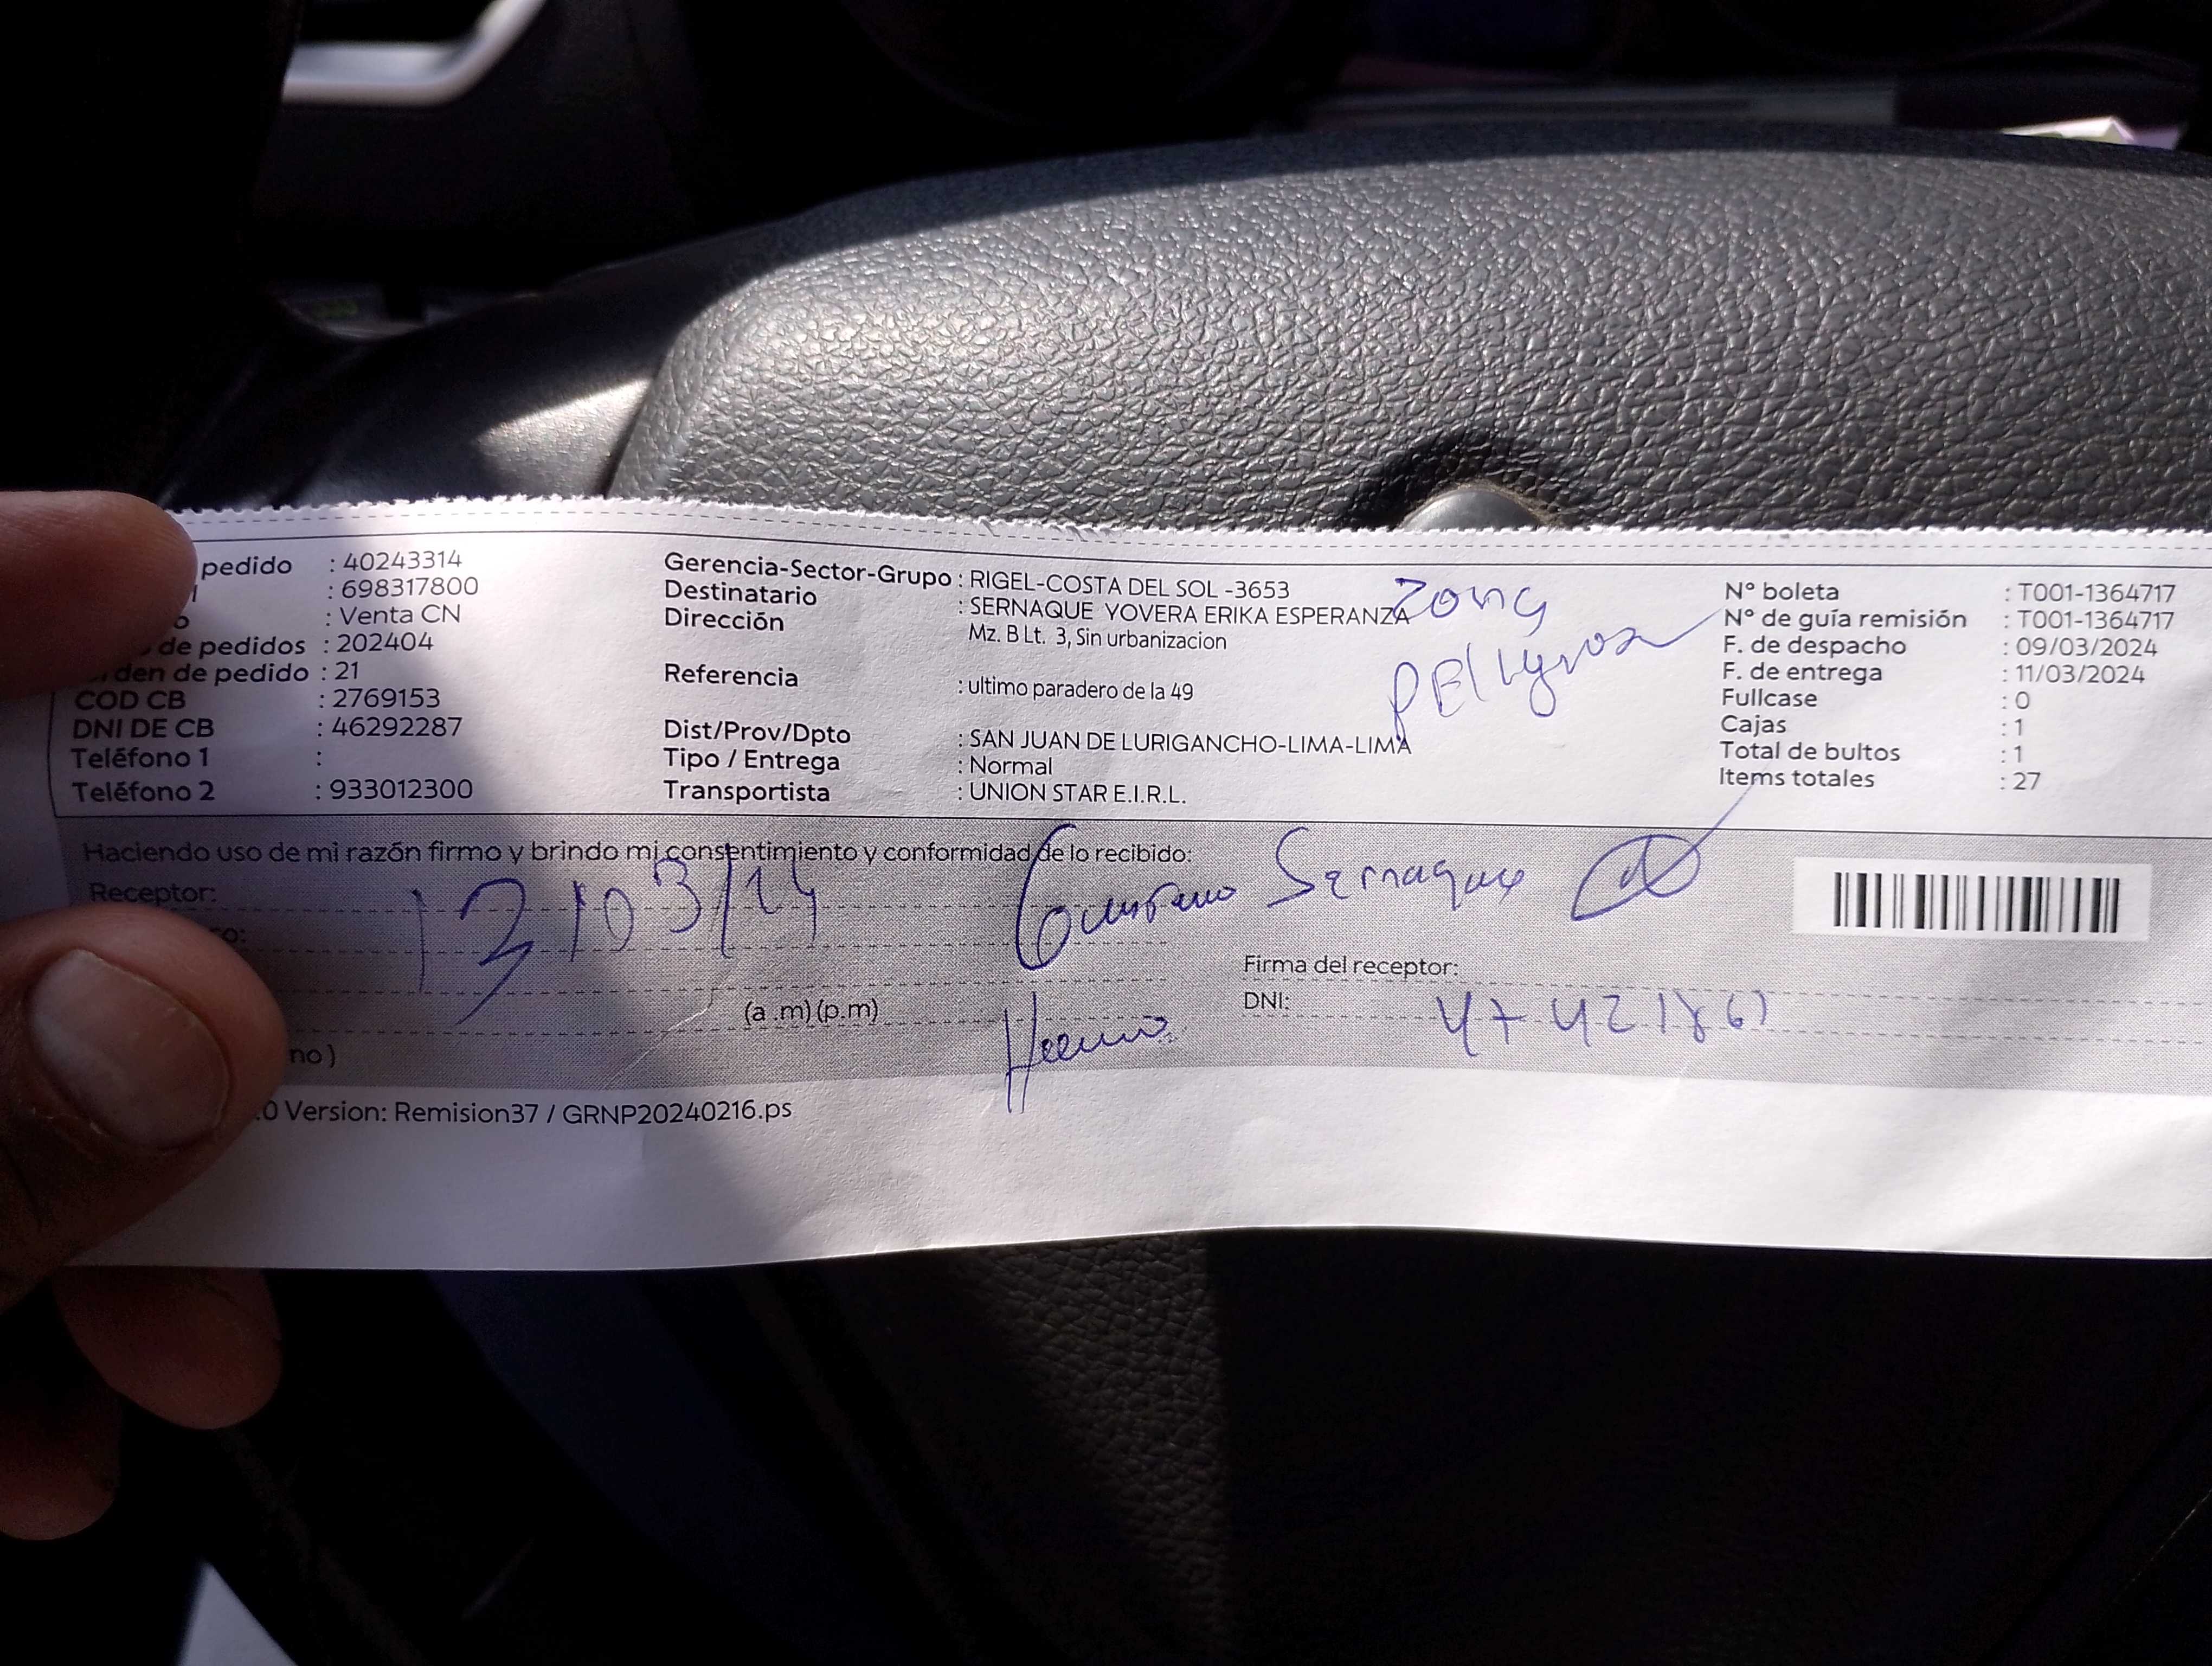 pedido : 40243314
: 698317800
o : Venta CN
de pedidos : 202404
den de pedido : 21
COD CB : 2769153
DNI DE CB : 46292287
Teléfono 1 :
Teléfono 2 : 933012300
Gerencia-Sector-Grupo : RIGEL-COSTA DEL SOL -3653
Destinatario : SERNAQUE YOVERA ERIKA ESPERANZA
Dirección Mz. B Lt. 3, Sin urbanizacion
Referencia : ultimo paradero de la 49
Dist/Prov/Dpto : SAN JUAN DE LURIGANCHO-LIMA-LIMA
Tipo / Entrega : Normal
Transportista : UNION STAR E.I.R.L.
Zona
PEligrosa
N° boleta : T001-1364717
N° de guía remisión : T001-1364717
F. de despacho : 09/03/2024
F. de entrega : 11/03/2024
Fullcase : 0
Cajas : 1
Total de bultos : 1
Items totales : 27
Haciendo uso de mi razón firmo y brindo mi consentimiento y conformidad de lo recibido:
Receptor:
13/03/24
Sernaque
(a .m) (p.m)
Firma del receptor:
DNI:
no )
.0 Version: Remision37 / GRNP20240216.ps